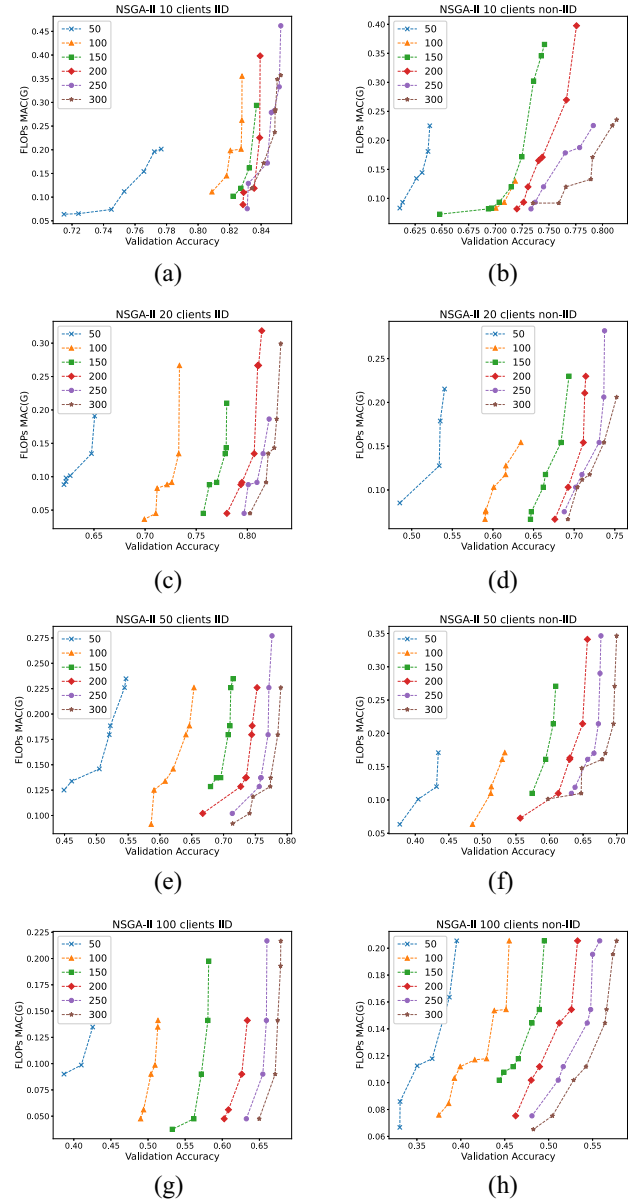 NSGA-II 10 clients IID
FLOPs MAC(G)
0.45
0.40
0.35
0.30
0.25
0.20
0.15
0.10
0.05
50
100
150
200
250
300
0.72 0.74 0.76 0.78 0.80 0.82 0.84
Validation Accuracy
(a)
NSGA-II 10 clients non-IID
FLOPs MAC(G)
0.40
0.35
0.30
0.25
0.20
0.15
0.10
50
100
150
200
250
300
0.625 0.650 0.675 0.700 0.725 0.750 0.775 0.800
Validation Accuracy
(b)
NSGA-II 20 clients IID
FLOPs MAC(G)
0.30
0.25
0.20
0.15
0.10
0.05
50
100
150
200
250
300
0.65 0.70 0.75 0.80
Validation Accuracy
(c)
NSGA-II 20 clients non-IID
FLOPs MAC(G)
0.25
0.20
0.15
0.10
50
100
150
200
250
300
0.50 0.55 0.60 0.65 0.70 0.75
Validation Accuracy
(d)
NSGA-II 50 clients IID
FLOPs MAC(G)
0.275
0.250
0.225
0.200
0.175
0.150
0.125
0.100
50
100
150
200
250
300
0.45 0.50 0.55 0.60 0.65 0.70 0.75 0.80
Validation Accuracy
(e)
NSGA-II 50 clients non-IID
FLOPs MAC(G)
0.35
0.30
0.25
0.20
0.15
0.10
0.05
50
100
150
200
250
300
0.40 0.45 0.50 0.55 0.60 0.65 0.70
Validation Accuracy
(f)
NSGA-II 100 clients IID
FLOPs MAC(G)
0.225
0.200
0.175
0.150
0.125
0.100
0.075
0.050
50
100
150
200
250
300
0.40 0.45 0.50 0.55 0.60 0.65
Validation Accuracy
(g)
NSGA-II 100 clients non-IID
FLOPs MAC(G)
0.20
0.18
0.16
0.14
0.12
0.10
0.08
0.06
50
100
150
200
250
300
0.35 0.40 0.45 0.50 0.55
Validation Accuracy
(h)